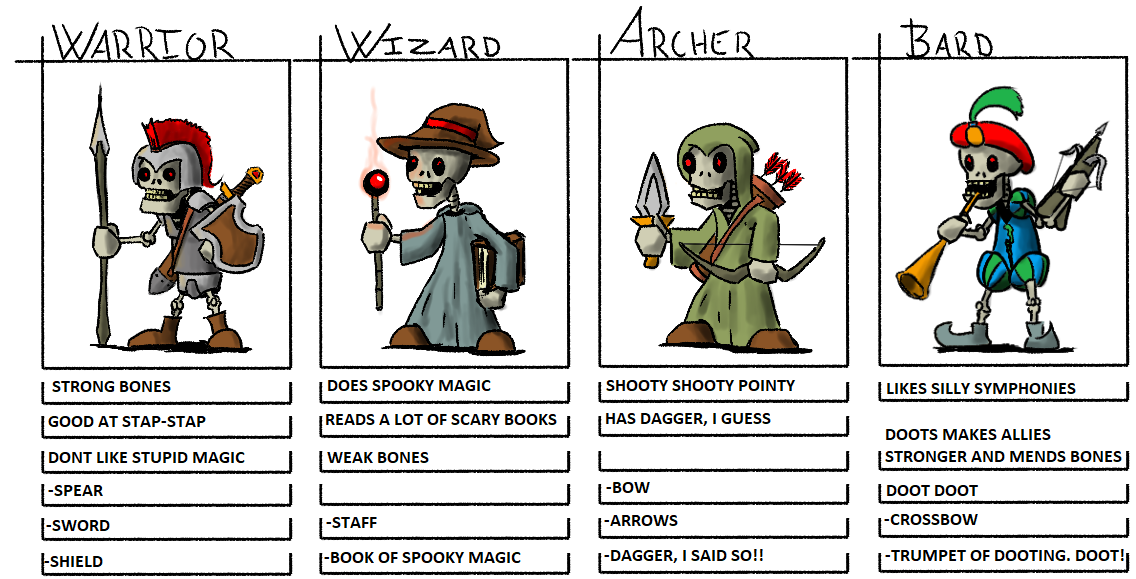 WARRIOR
STRONG BONES
GOOD AT STAP-STAP
DONT LIKE STUPID MAGIC
-SPEAR
-SWORD
-SHIELD
WIZARD
DOES SPOOKY MAGIC
READS A LOT OF SCARY BOOKS
WEAK BONES
-STAFF
-BOOK OF SPOOKY MAGIC
ARCHER
SHOOTY SHOOTY POINTY
HAS DAGGER, I GUESS
-BOW
-ARROWS
-DAGGER, I SAID SO!!
BARD
LIKES SILLY SYMPHONIES
DOOTS MAKES ALLIES
STRONGER AND MENDS BONES
DOOT DOOT
-CROSSBOW
-TRUMPET OF DOOTING. DOOT!